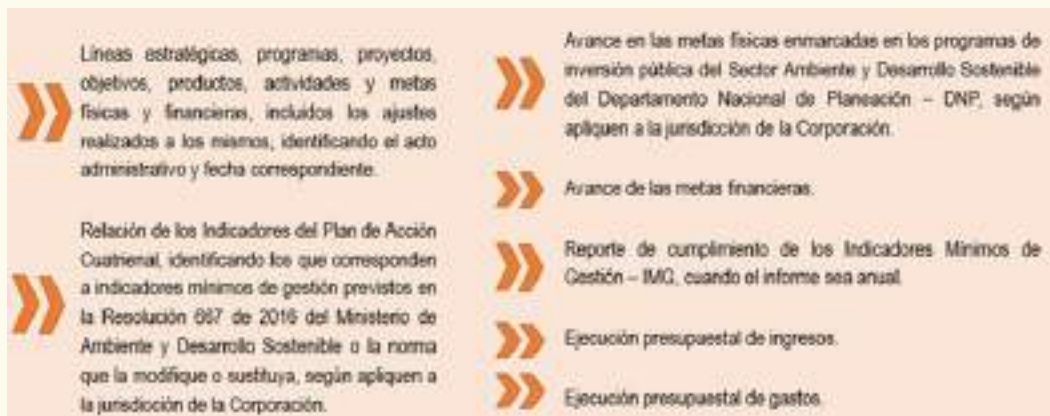 Líneas estratégicas, programas, proyectos,
objetivos, productos, actividades y metas
físicas y financieras, incluidos los ajustes
realizados a los mismos, identificando el acto
administrativo y fecha correspondiente.
Relación de los Indicadores del Plan de Acción
Cuatrienal, identificando los que corresponden
a indicadores mínimos de gestión previstos en
la Resolución 667 de 2016 del Ministerio de
Ambiente y Desarrollo Sostenible o la norma
que la modifique o sustituya, según apliquen a
la jurisdicción de la Corporación.
Avance en las metas físicas enmarcadas en los programas de
inversión pública del Sector Ambiente y Desarrollo Sostenible
del Departamento Nacional de Planeación – DNP, según
apliquen a la jurisdicción de la Corporación.
Avance de las metas financieras.
Reporte de cumplimiento de los Indicadores Mínimos de
Gestión – IMG, cuando el informe sea anual.
Ejecución presupuestal de ingresos.
Ejecución presupuestal de gastos.